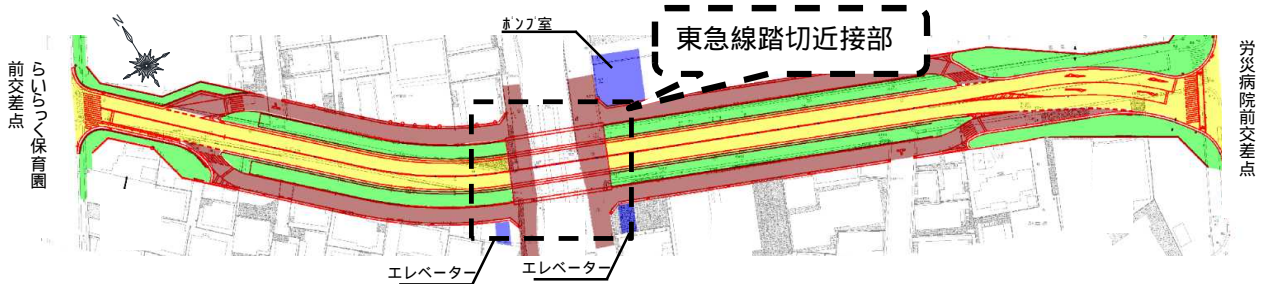 N
ﾎﾟﾝﾌﾟ室
東急線踏切近接部
らいらっく保育園
前交差点
労災病院前交差点
エレベーター
エレベーター